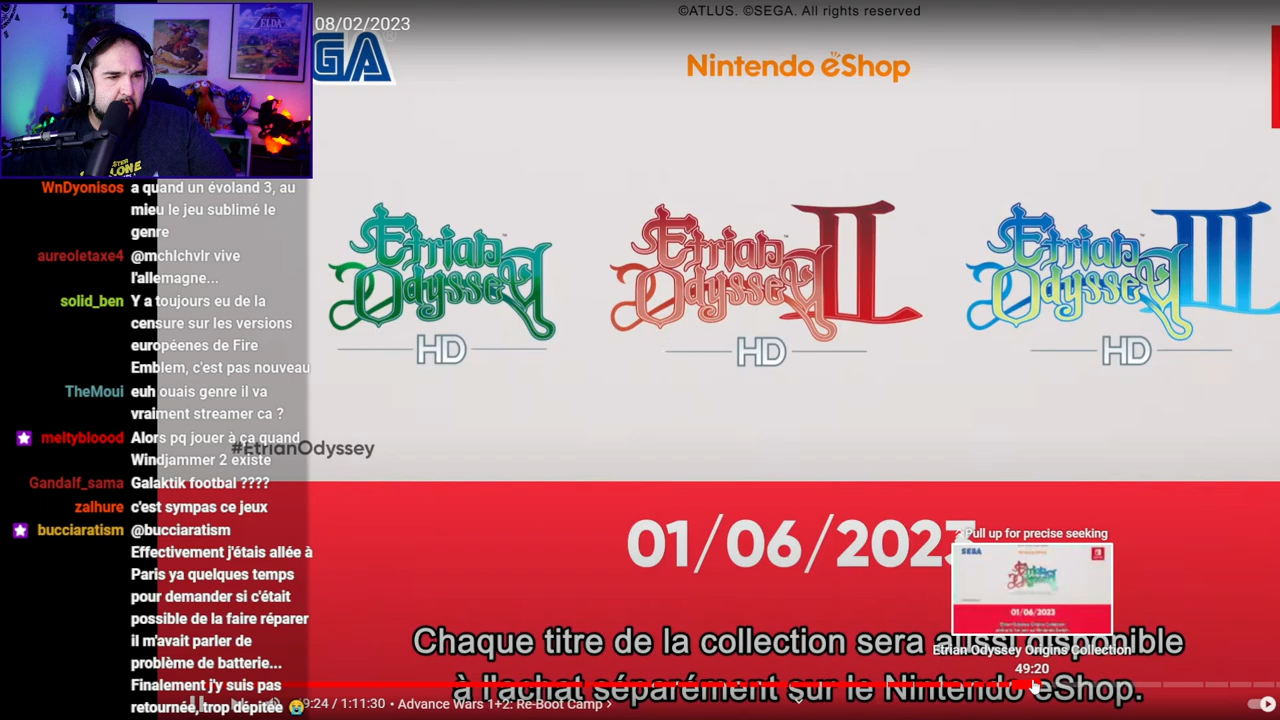 ©ATLUS. ©SEGA. All rights reserved
08/02/2023
GA
Nintendo eShop
WnDyonisos a quand un évoland 3, au
mieu le jeu sublimé le
genre
aureoletaxe4 @mchlchvlr vive
l'allemagne...
solid_ben Y a toujours eu de la
censure sur les versions
européenes de Fire
Emblem, c'est pas nouveau
TheMoui euh ouais genre il va
vraiment streamer ca ?
meltybloood Alors pq jouer à ça quand
Windjammer 2 existe
Gandalf_sama Galaktik footbal ????
zalhure c'est sympas ce jeux
bucciaratism @bucciaratism
Effectivement j'étais allée à
Paris ya quelques temps
pour demander si c'était
possible de la faire réparer
il m'avait parler de
problème de batterie...
Finalement j'y suis pas
retournée, trop dépitée 😭
Etrian Odyssey HD
Etrian Odyssey II HD
Etrian Odyssey III HD
#EtrianOdyssey
01/06/2023
Pull up for precise seeking
SEGA
01/06/2023
Etrian Odyssey Origins Collection
49:20
Chaque titre de la collection sera aussi disponible
à l'achat séparément sur le Nintendo eShop.
9:24 / 1:11:30 • Advance Wars 1+2: Re-Boot Camp ›